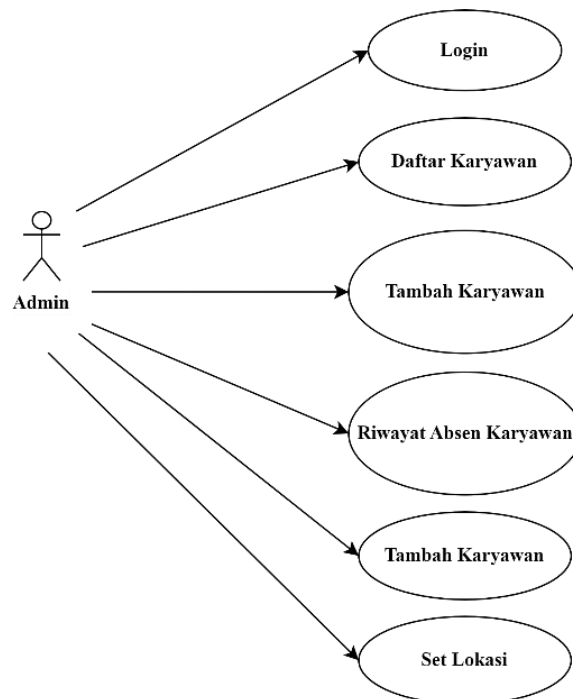 Login
Daftar Karyawan
Admin
Tambah Karyawan
Riwayat Absen Karyawan
Tambah Karyawan
Set Lokasi